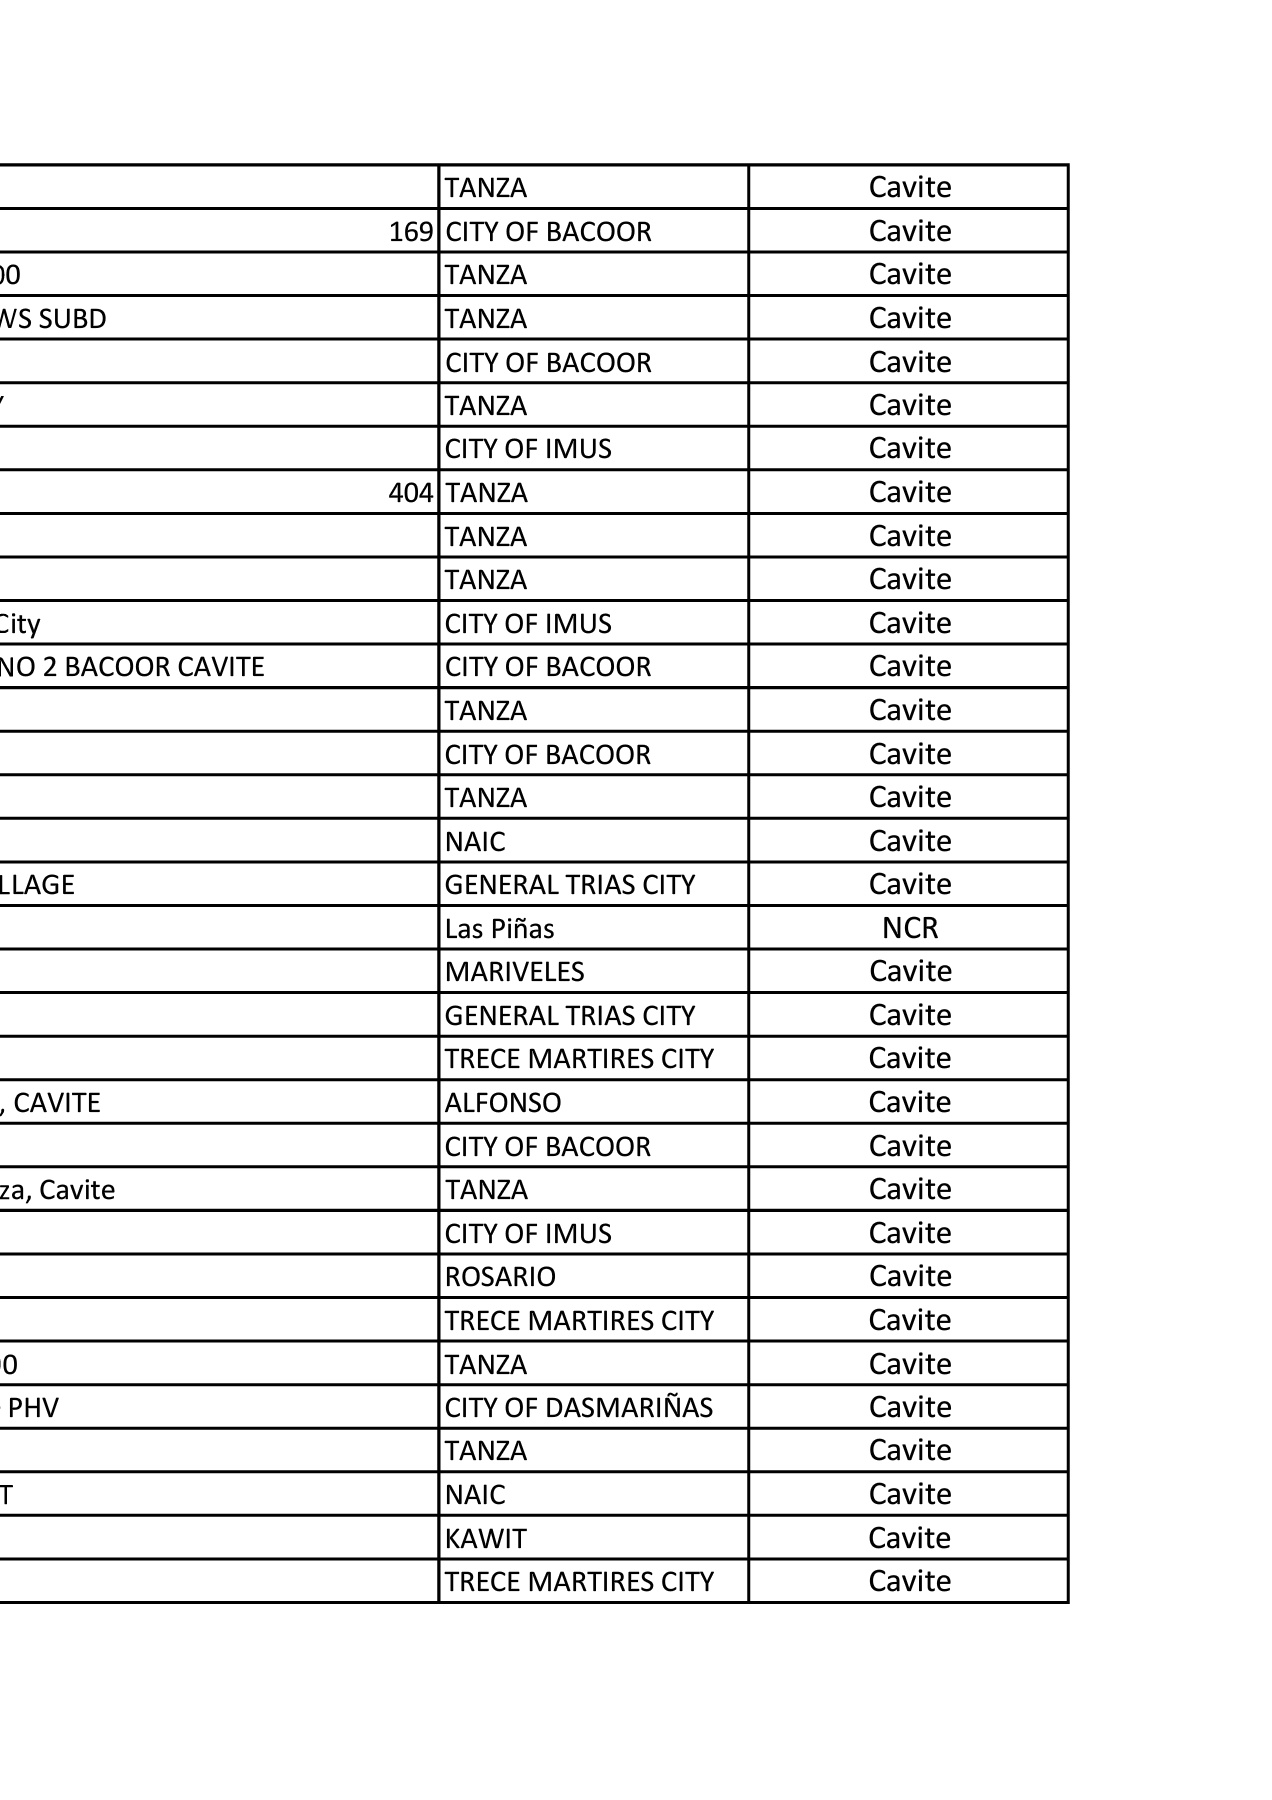 TANZA Cavite
169 CITY OF BACOOR Cavite
00 TANZA Cavite
WS SUBD TANZA Cavite
CITY OF BACOOR Cavite
Y TANZA Cavite
CITY OF IMUS Cavite
404 TANZA Cavite
TANZA Cavite
TANZA Cavite
City CITY OF IMUS Cavite
NO 2 BACOOR CAVITE CITY OF BACOOR Cavite
TANZA Cavite
CITY OF BACOOR Cavite
TANZA Cavite
NAIC Cavite
LLAGE GENERAL TRIAS CITY Cavite
Las Piñas NCR
MARIVELES Cavite
GENERAL TRIAS CITY Cavite
TRECE MARTIRES CITY Cavite
, CAVITE ALFONSO Cavite
CITY OF BACOOR Cavite
za, Cavite TANZA Cavite
CITY OF IMUS Cavite
ROSARIO Cavite
TRECE MARTIRES CITY Cavite
00 TANZA Cavite
PHV CITY OF DASMARIÑAS Cavite
TANZA Cavite
T NAIC Cavite
KAWIT Cavite
TRECE MARTIRES CITY Cavite